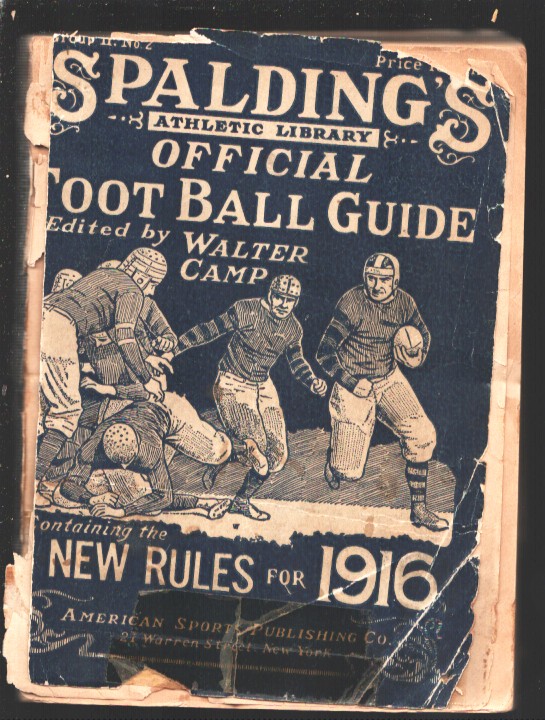 Group II. No. 2
Price
SPALDING'S
ATHLETIC LIBRARY
OFFICIAL
FOOT BALL GUIDE
Edited by WALTER
CAMP
Containing the
NEW RULES FOR 1916
AMERICAN SPORTS PUBLISHING CO.
21 Warren Street, New York